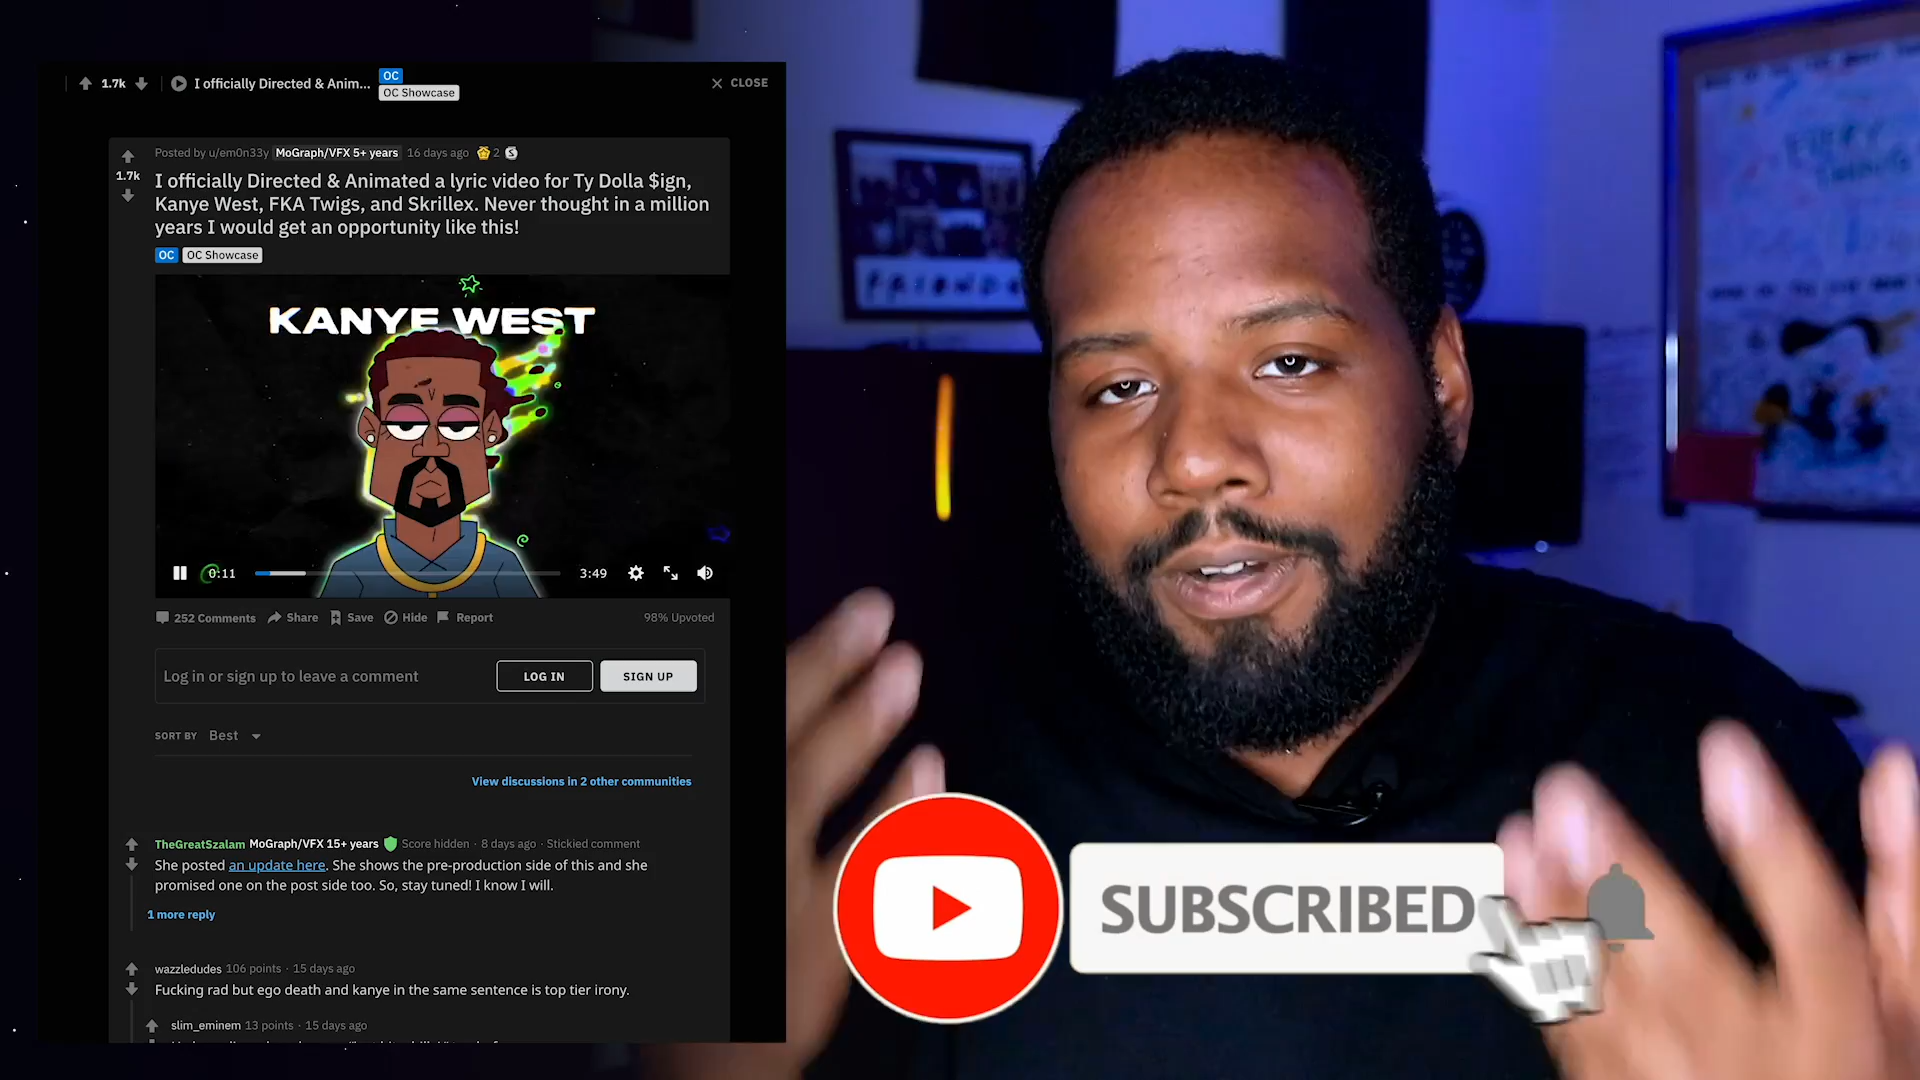 1.7k
I officially Directed & Anim...
OC
OC Showcase
CLOSE
Posted by u/em0n33y MoGraph/VFX 5+ years 16 days ago 2 S
1.7k
I officially Directed & Animated a lyric video for Ty Dolla $ign,
Kanye West, FKA Twigs, and Skrillex. Never thought in a million
years I would get an opportunity like this!
OC OC Showcase
KANYE WEST
0:11 3:49
252 Comments Share Save Hide Report 98% Upvoted
Log in or sign up to leave a comment LOG IN SIGN UP
SORT BY Best
View discussions in 2 other communities
TheGreatSzalam MoGraph/VFX 15+ years Score hidden · 8 days ago · Stickied comment
She posted an update here. She shows the pre-production side of this and she
promised one on the post side too. So, stay tuned! I know I will.
1 more reply
wazzledudes 106 points · 15 days ago
Fucking rad but ego death and kanye in the same sentence is top tier irony.
slim_eminem 13 points · 15 days ago
FRIENDS
SUBSCRIBED